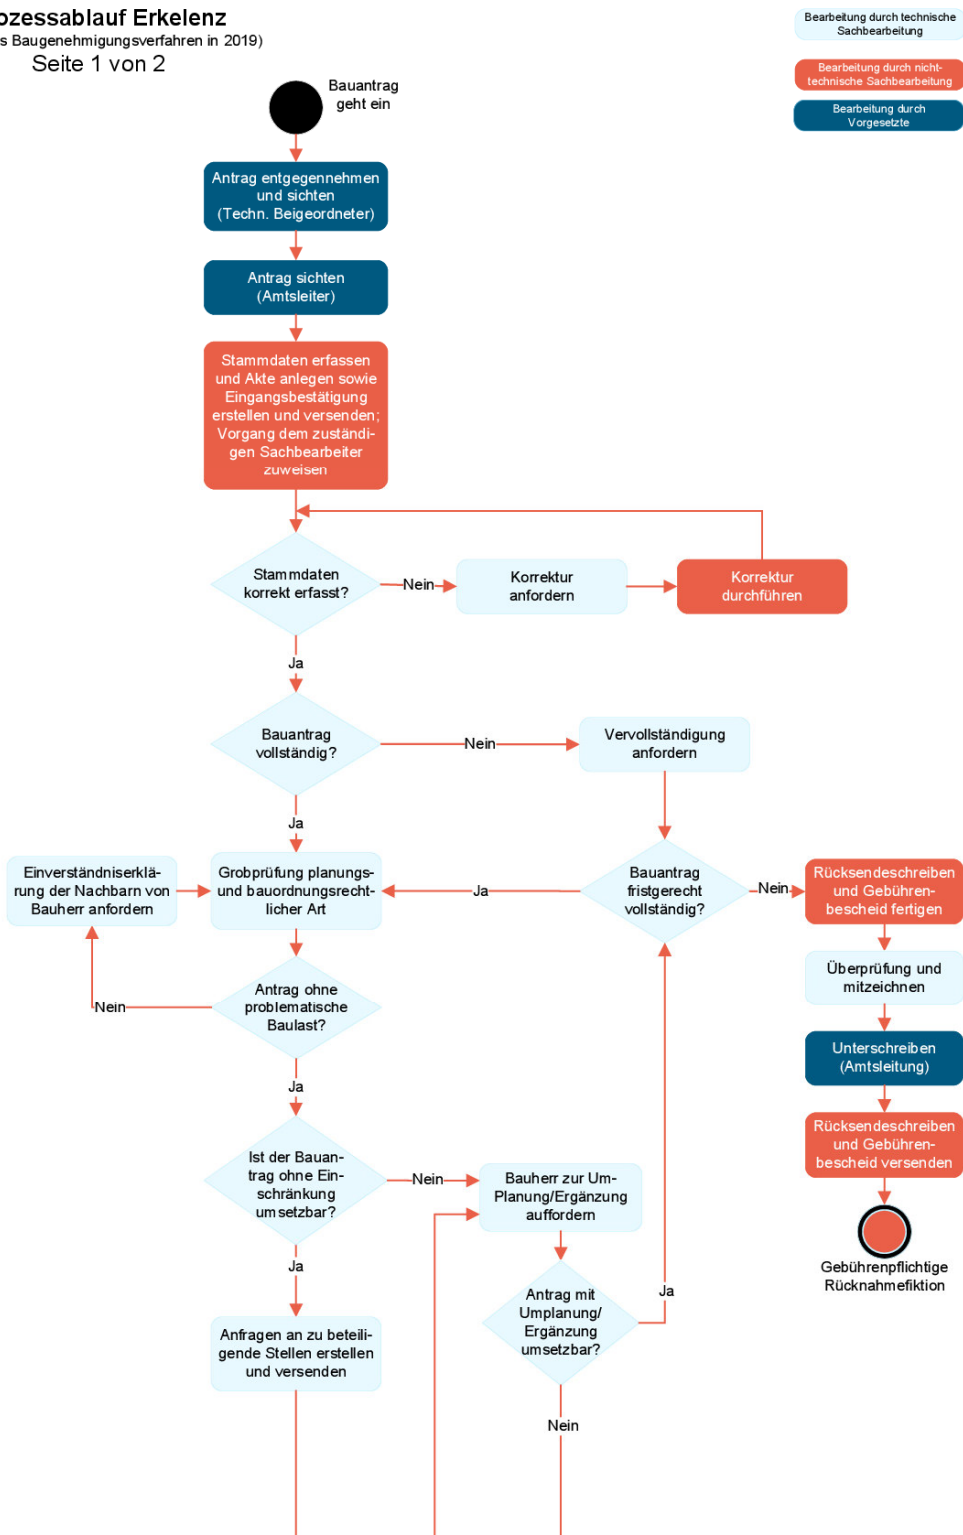 ozessablauf Erkelenz
s Baugenehmigungsverfahren in 2019)
Seite 1 von 2
Bearbeitung durch technische
Sachbearbeitung
Bearbeitung durch nicht-
technische Sachbearbeitung
Bearbeitung durch
Vorgesetzte
Bauantrag
geht ein
Antrag entgegennehmen
und sichten
(Techn. Beigeordneter)
Antrag sichten
(Amtsleiter)
Stammdaten erfassen
und Akte anlegen sowie
Eingangsbestätigung
erstellen und versenden;
Vorgang dem zuständi-
gen Sachbearbeiter
zuweisen
Stammdaten
korrekt erfasst?
Nein
Korrektur
anfordern
Korrektur
durchführen
Ja
Bauantrag
vollständig?
Nein
Vervollständigung
anfordern
Ja
Einverständniserklä-
rung der Nachbarn von
Bauherr anfordern
Grobprüfung planungs-
und bauordnungsrecht-
licher Art
Ja
Bauantrag
fristgerecht
vollständig?
Nein
Rücksendeschreiben
und Gebühren-
bescheid fertigen
Überprüfung und
mitzeichnen
Nein
Antrag ohne
problematische
Baulast?
Unterschreiben
(Amtsleitung)
Ja
Rücksendeschreiben
und Gebühren-
bescheid versenden
Ist der Bauan-
trag ohne Ein-
schränkung
umsetzbar?
Nein
Bauherr zur Um-
Planung/Ergänzung
auffordern
Gebührenpflichtige
Rücknahmefiktion
Ja
Antrag mit
Umplanung/
Ergänzung
umsetzbar?
Ja
Anfragen an zu beteili-
gende Stellen erstellen
und versenden
Nein